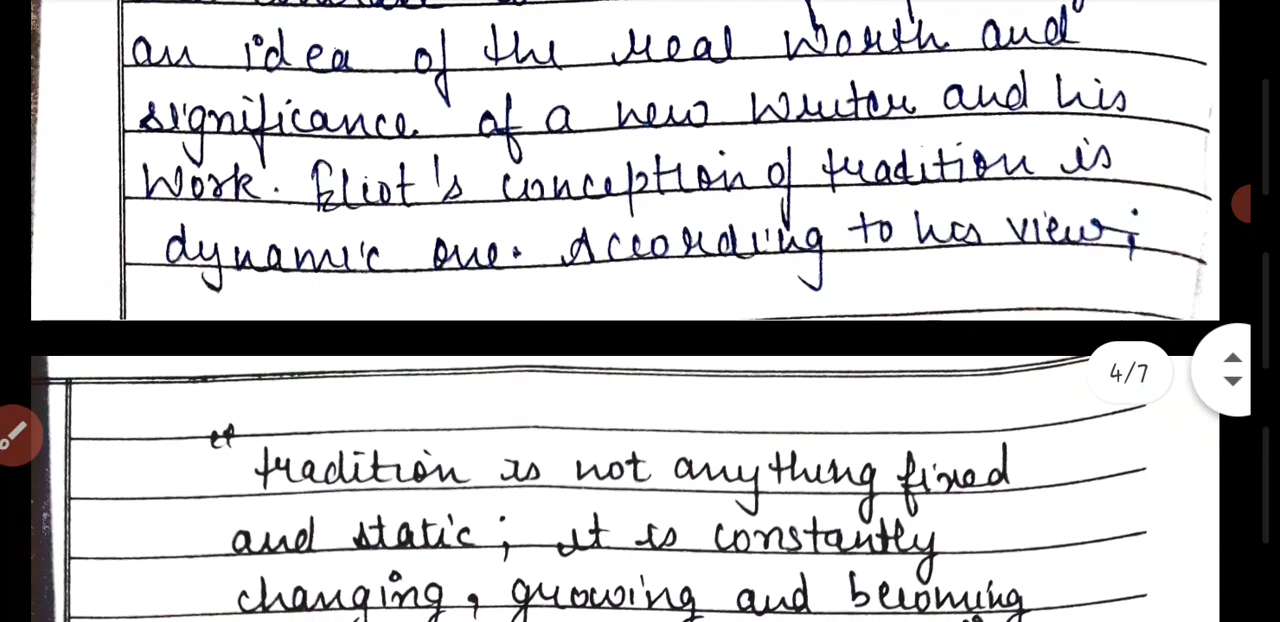 an idea of the real worth and
significance of a new writer and his
work. Eliot's conception of tradition is
dynamic one. According to his view;
4/7
tradition is not anything fixed
and static; it is constantly
changing, growing and becoming